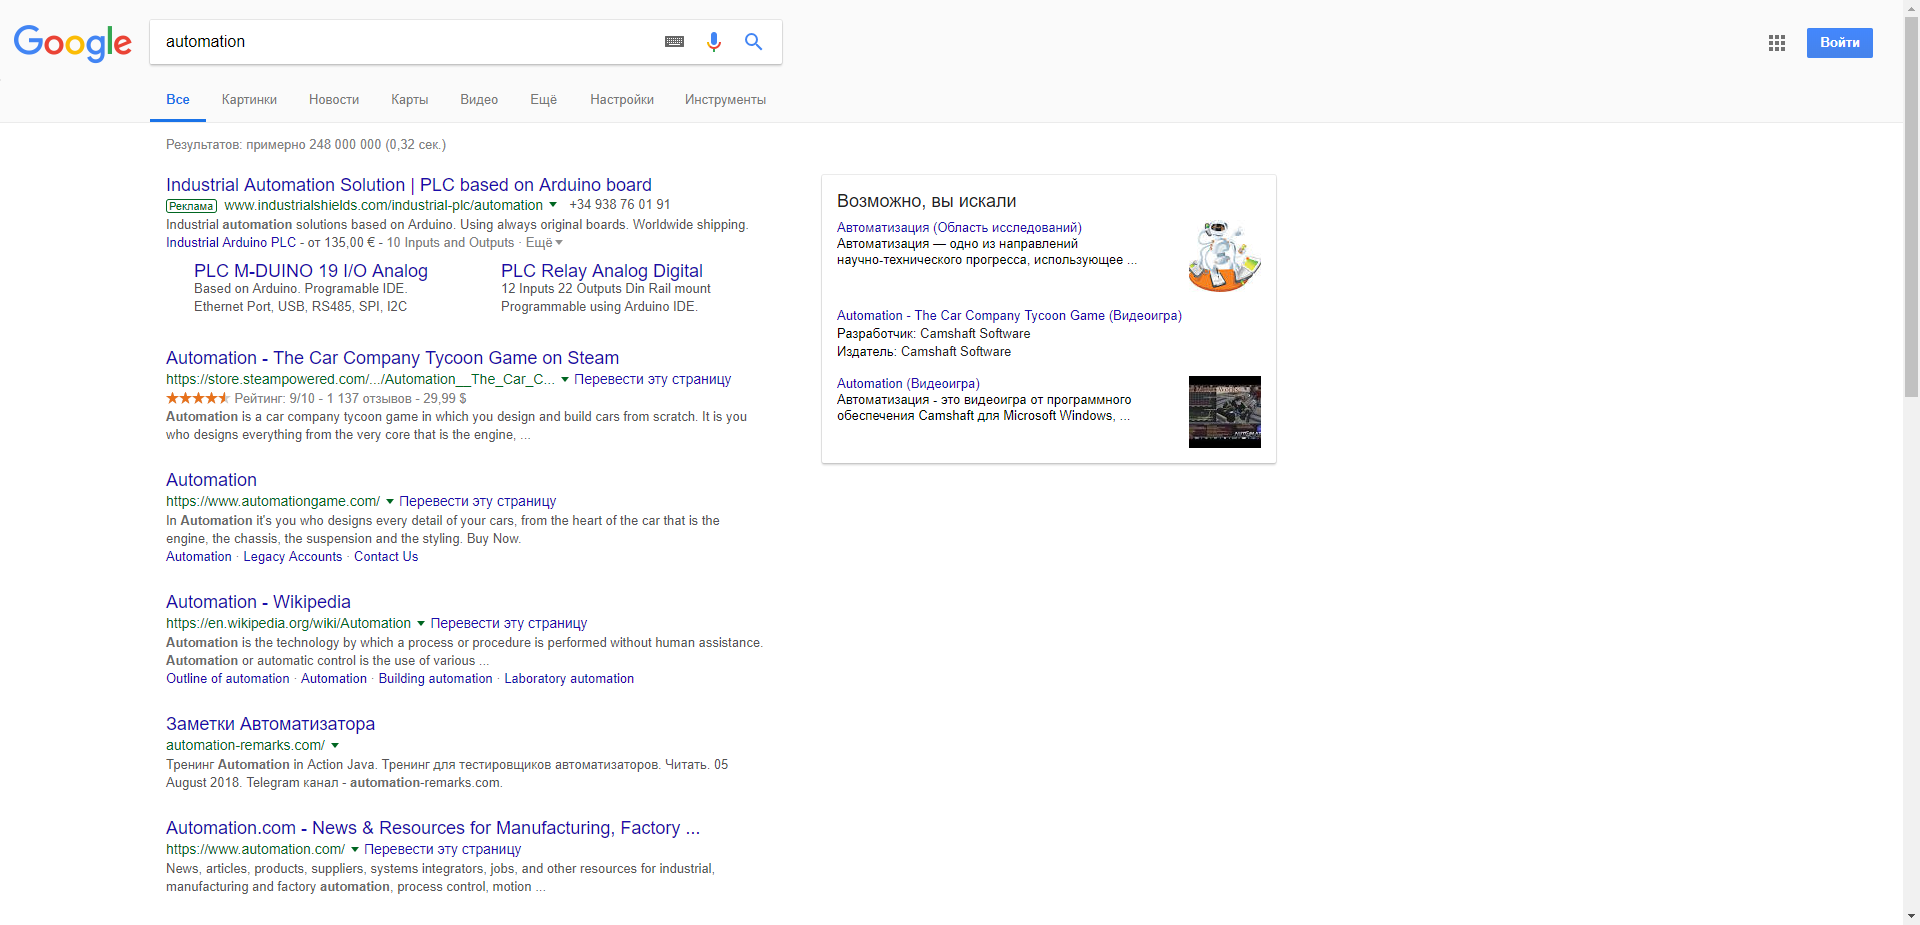 Google
automation
Войти
Все Картинки Новости Карты Видео Ещё Настройки Инструменты
Результатов: примерно 248 000 000 (0,32 сек.)
Industrial Automation Solution | PLC based on Arduino board
Реклама www.industrialshields.com/industrial-plc/automation +34 938 76 01 91
Industrial automation solutions based on Arduino. Using always original boards. Worldwide shipping.
Industrial Arduino PLC - от 135,00 € - 10 Inputs and Outputs · Ещё
PLC M-DUINO 19 I/O Analog
Based on Arduino. Programable IDE.
Ethernet Port, USB, RS485, SPI, I2C
PLC Relay Analog Digital
12 Inputs 22 Outputs Din Rail mount
Programmable using Arduino IDE.
Automation - The Car Company Tycoon Game on Steam
https://store.steampowered.com/.../Automation__The_Car_C... Перевести эту страницу
Рейтинг: 9/10 - 1 137 отзывов - 29,99 $
Automation is a car company tycoon game in which you design and build cars from scratch. It is you
who designs everything from the very core that is the engine, ...
Automation
https://www.automationgame.com/ Перевести эту страницу
In Automation it's you who designs every detail of your cars, from the heart of the car that is the
engine, the chassis, the suspension and the styling. Buy Now.
Automation · Legacy Accounts · Contact Us
Automation - Wikipedia
https://en.wikipedia.org/wiki/Automation Перевести эту страницу
Automation is the technology by which a process or procedure is performed without human assistance.
Automation or automatic control is the use of various ...
Outline of automation · Automation · Building automation · Laboratory automation
Заметки Автоматизатора
automation-remarks.com/
Тренинг Automation in Action Java. Тренинг для тестировщиков автоматизаторов. Читать. 05
August 2018. Telegram канал - automation-remarks.com.
Automation.com - News & Resources for Manufacturing, Factory ...
https://www.automation.com/ Перевести эту страницу
News, articles, products, suppliers, systems integrators, jobs, and other resources for industrial,
manufacturing and factory automation, process control, motion ...
Возможно, вы искали
Автоматизация (Область исследований)
Автоматизация — одно из направлений
научно-технического прогресса, использующее ...
Automation - The Car Company Tycoon Game (Видеоигра)
Разработчик: Camshaft Software
Издатель: Camshaft Software
Automation (Видеоигра)
Автоматизация - это видеоигра от программного
обеспечения Camshaft для Microsoft Windows, ...